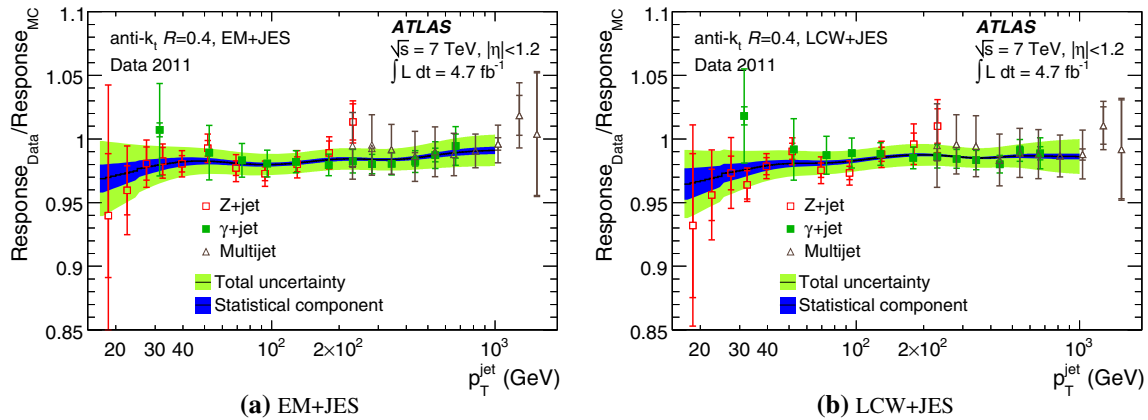 Response_Data/Response_MC
1.1
1.05
1
0.95
0.9
0.85
anti-k_t R=0.4, EM+JES
Data 2011
ATLAS
√s = 7 TeV, |η|<1.2
∫ L dt = 4.7 fb⁻¹
Z+jet
γ+jet
Multijet
Total uncertainty
Statistical component
20 30 40 10² 2×10² 10³
p_T^jet (GeV)
(a) EM+JES
Response_Data/Response_MC
1.1
1.05
1
0.95
0.9
0.85
anti-k_t R=0.4, LCW+JES
Data 2011
ATLAS
√s = 7 TeV, |η|<1.2
∫ L dt = 4.7 fb⁻¹
Z+jet
γ+jet
Multijet
Total uncertainty
Statistical component
20 30 40 10² 2×10² 10³
p_T^jet (GeV)
(b) LCW+JES